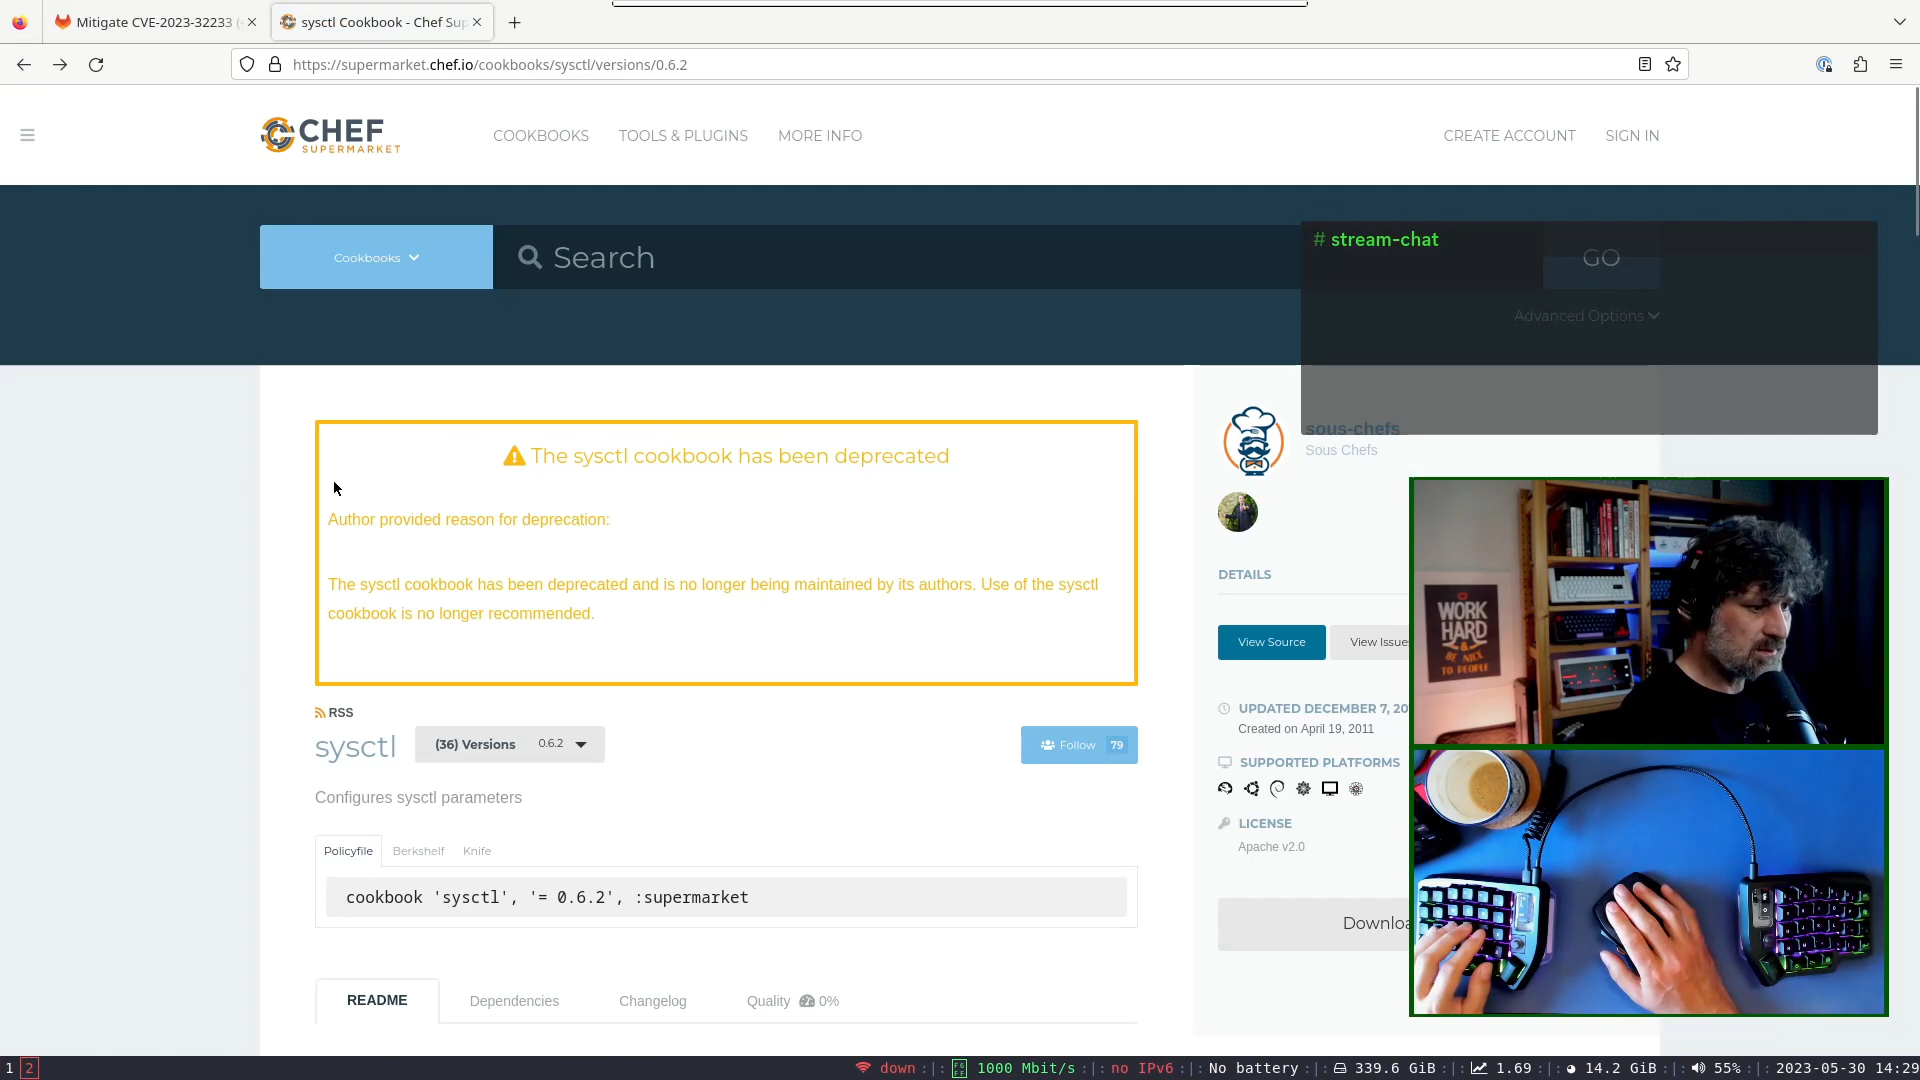 Mitigate CVE-2023-32233
sysctl Cookbook - Chef Sup
https://supermarket.chef.io/cookbooks/sysctl/versions/0.6.2
CHEF
SUPERMARKET
COOKBOOKS
TOOLS & PLUGINS
MORE INFO
CREATE ACCOUNT
SIGN IN
Cookbooks
Search
# stream-chat
GO
Advanced Options
The sysctl cookbook has been deprecated
Author provided reason for deprecation:
The sysctl cookbook has been deprecated and is no longer being maintained by its authors. Use of the sysctl
cookbook is no longer recommended.
RSS
sysctl
(36) Versions 0.6.2
Follow 79
Configures sysctl parameters
Policyfile
Berkshelf
Knife
cookbook 'sysctl', '= 0.6.2', :supermarket
README
Dependencies
Changelog
Quality 0%
sous-chefs
Sous Chefs
DETAILS
View Source
View Issues
UPDATED DECEMBER 7, 20
Created on April 19, 2011
SUPPORTED PLATFORMS
LICENSE
Apache v2.0
Downloa
WORK
HARD
& BE NICE
TO PEOPLE
1 2
down :|: 1000 Mbit/s :|: no IPv6 :|: No battery :|: 339.6 GiB :|: 1.69 :|: 14.2 GiB :|: 55% :|: 2023-05-30 14:29